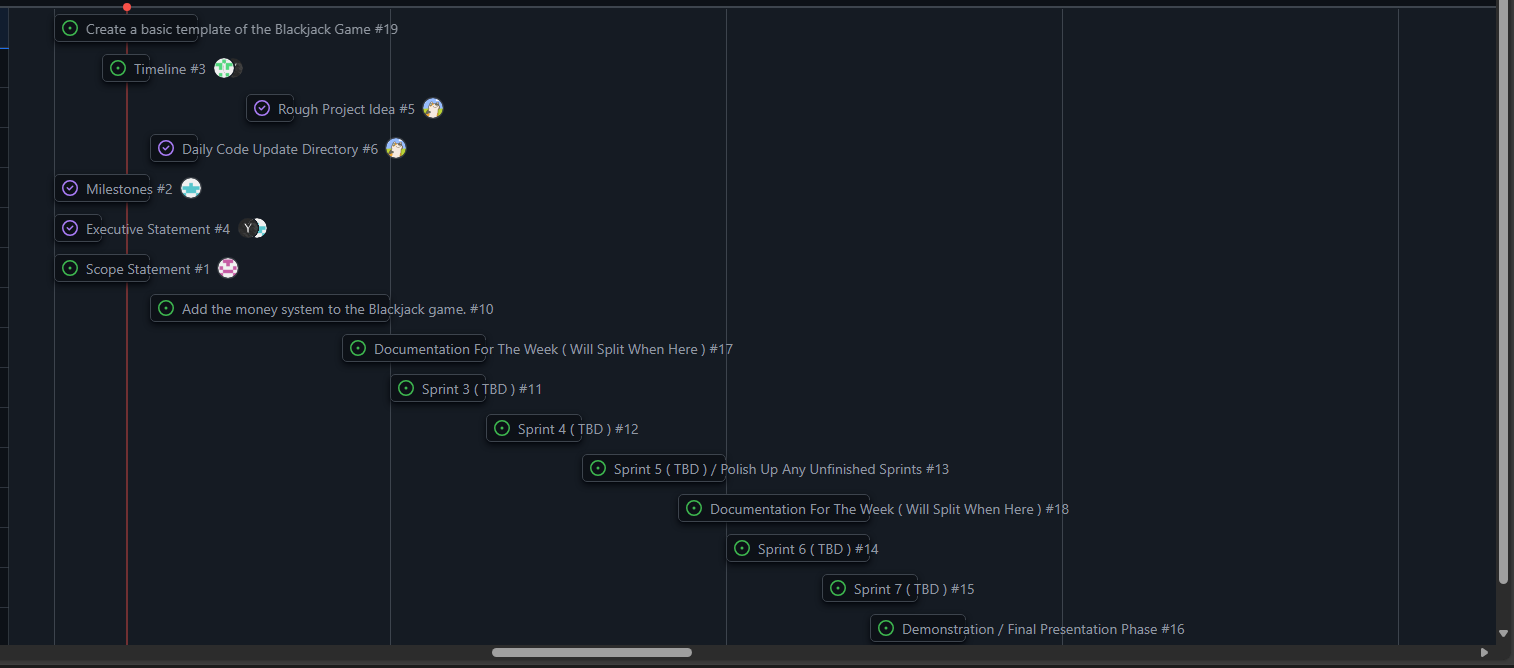 Create a basic template of the Blackjack Game #19
Timeline #3
Rough Project Idea #5
Daily Code Update Directory #6
Milestones #2
Executive Statement #4 Y
Scope Statement #1
Add the money system to the Blackjack game. #10
Documentation For The Week ( Will Split When Here ) #17
Sprint 3 ( TBD ) #11
Sprint 4 ( TBD ) #12
Sprint 5 ( TBD ) / Polish Up Any Unfinished Sprints #13
Documentation For The Week ( Will Split When Here ) #18
Sprint 6 ( TBD ) #14
Sprint 7 ( TBD ) #15
Demonstration / Final Presentation Phase #16